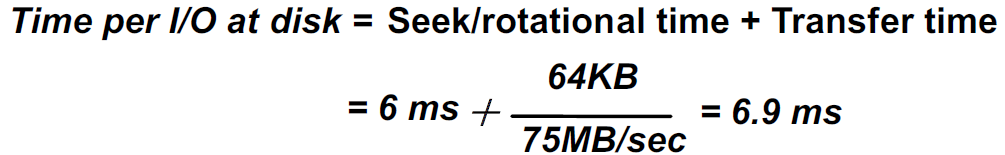 Time per I/O at disk = Seek/rotational time + Transfer time
64KB
= 6 ms + = 6.9 ms
75MB/sec